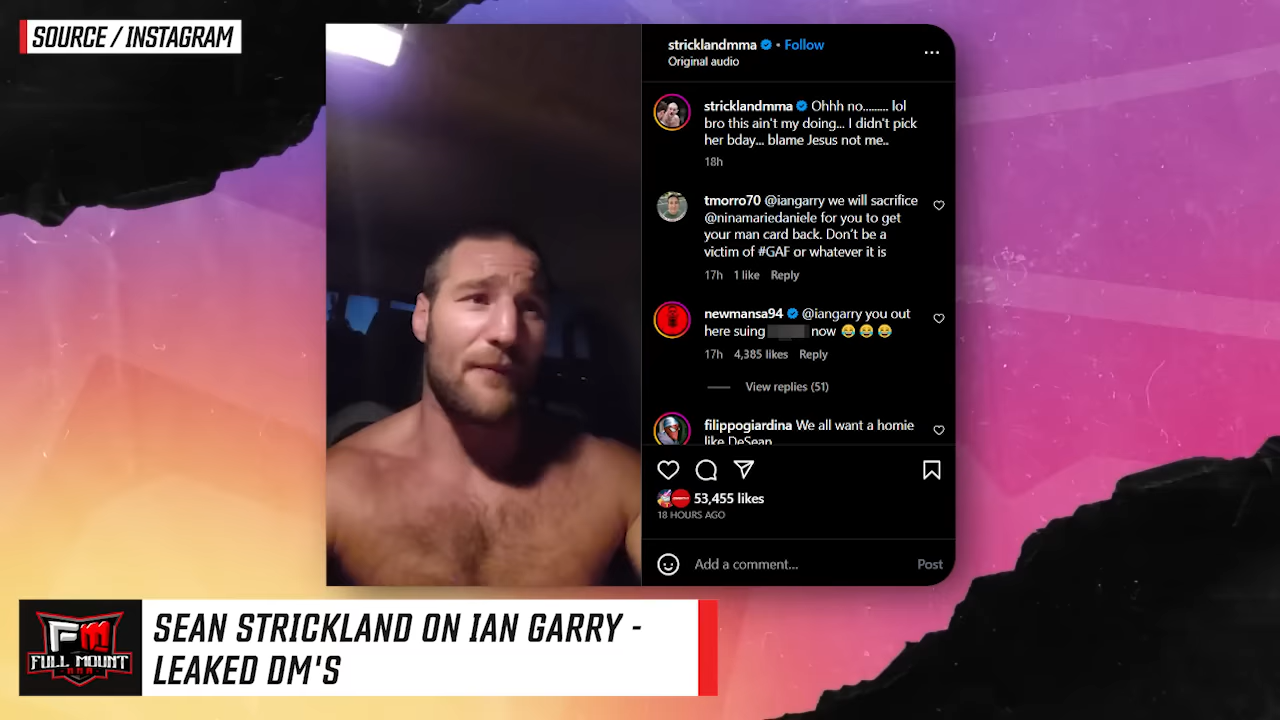 SOURCE / INSTAGRAM
stricklandmma • Follow
Original audio
stricklandmma Ohhh no......... lol
bro this ain't my doing... I didn't pick
her bday... blame Jesus not me..
18h
tmorro70 @iangarry we will sacrifice
@ninamariedaniele for you to get
your man card back. Don't be a
victim of #GAF or whatever it is
17h 1 like Reply
newmansa94 @iangarry you out
here suing now 😂 😂 😂
17h 4,385 likes Reply
View replies (51)
filippogiardina We all want a homie
like DeSean
53,455 likes
18 HOURS AGO
Add a comment... Post
FM
FULL MOUNT
SEAN STRICKLAND ON IAN GARRY -
LEAKED DM'S